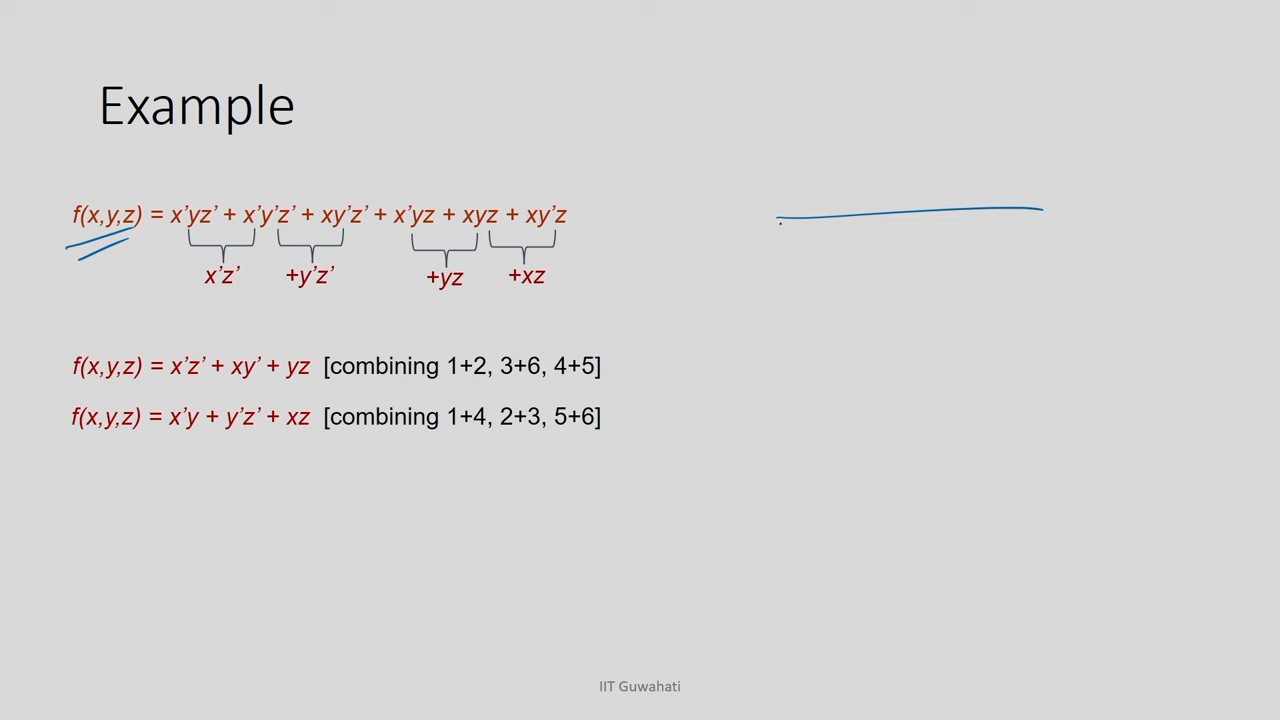 Example
f(x,y,z) = x’yz’ + x’y’z’ + xy’z’ + x’yz + xyz + xy’z
x’z’ +y’z’ +yz +xz
f(x,y,z) = x’z’ + xy’ + yz [combining 1+2, 3+6, 4+5]
f(x,y,z) = x’y + y’z’ + xz [combining 1+4, 2+3, 5+6]
IIT Guwahati